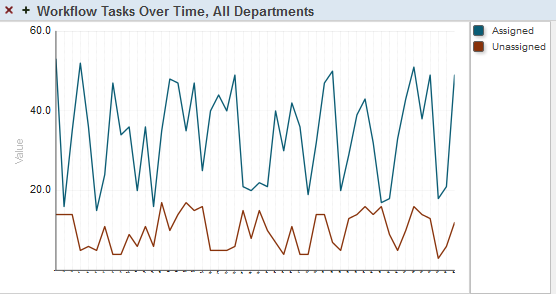 Workflow Tasks Over Time, All Departments
Assigned
Unassigned
60.0
40.0
20.0
Value